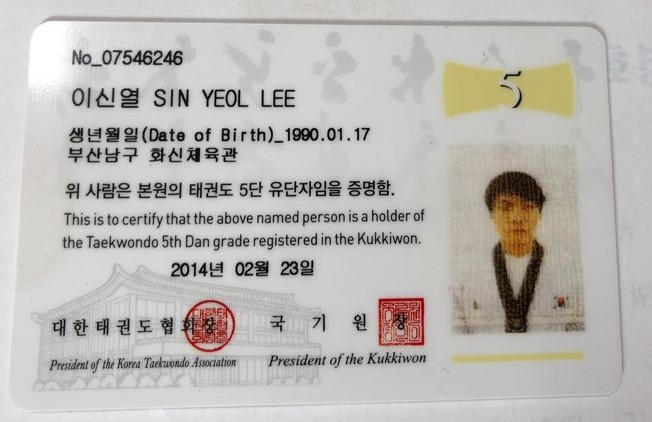 No_07546246
5
이신열 SIN YEOL LEE
생년월일(Date of Birth)_1990.01.17
부산남구 화신체육관
위 사람은 본원의 태권도 5단 유단자임을 증명함.
This is to certify that the above named person is a holder of
the Taekwondo 5th Dan grade registered in the Kukkiwon.
2014년 02월 23일
대한태권도협회장 국기원장
President of the Korea Taekwondo Association President of the Kukkiwon